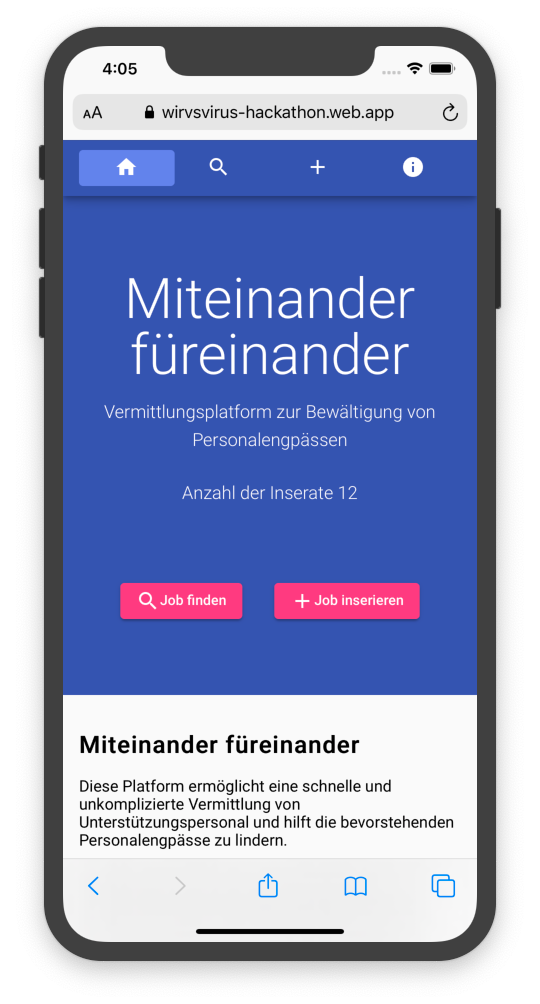 4:05
AA wirvsvirus-hackathon.web.app
Miteinander
füreinander
Vermittlungsplatform zur Bewältigung von
Personalengpässen
Anzahl der Inserate 12
Job finden
Job inserieren
Miteinander füreinander
Diese Platform ermöglicht eine schnelle und
unkomplizierte Vermittlung von
Unterstützungspersonal und hilft die bevorstehenden
Personalengpässe zu lindern.